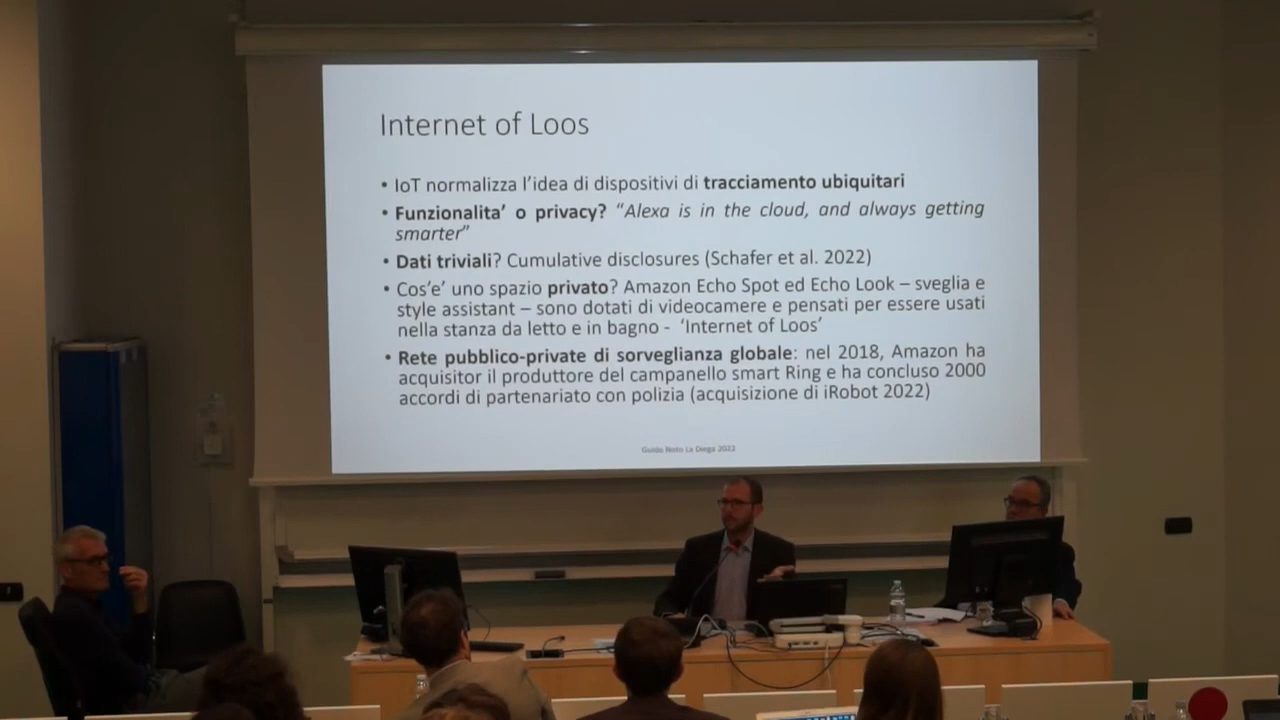 Internet of Loos
• IoT normalizza l'idea di dispositivi di tracciamento ubiquitari
• Funzionalita' o privacy? "Alexa is in the cloud, and always getting
smarter"
• Dati triviali? Cumulative disclosures (Schafer et al. 2022)
• Cos'e' uno spazio privato? Amazon Echo Spot ed Echo Look – sveglia e
style assistant – sono dotati di videocamere e pensati per essere usati
nella stanza da letto e in bagno - 'Internet of Loos'
• Rete pubblico-private di sorveglianza globale: nel 2018, Amazon ha
acquisitor il produttore del campanello smart Ring e ha concluso 2000
accordi di partenariato con polizia (acquisizione di iRobot 2022)
Guido Noto La Diega 2022